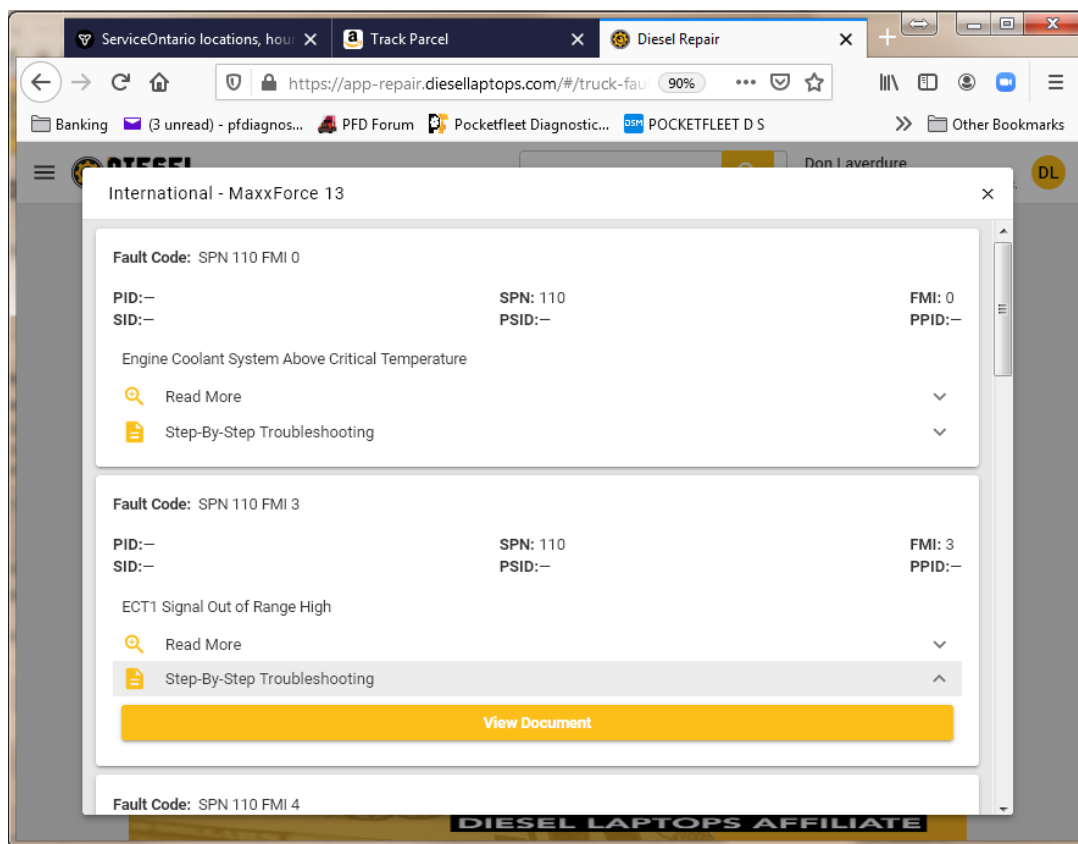 ServiceOntario locations, hour
Track Parcel
Diesel Repair
https://app-repair.diesellaptops.com/#/truck-fau 90%
Banking (3 unread) - pfdiagnos... PFD Forum Pocketfleet Diagnostic... DSM POCKETFLEET D S Other Bookmarks
DIESEL Don Laverdure DL
International - MaxxForce 13
Fault Code: SPN 110 FMI 0
PID:— SPN: 110 FMI: 0
SID:— PSID:— PPID:—
Engine Coolant System Above Critical Temperature
Read More
Step-By-Step Troubleshooting
Fault Code: SPN 110 FMI 3
PID:— SPN: 110 FMI: 3
SID:— PSID:— PPID:—
ECT1 Signal Out of Range High
Read More
Step-By-Step Troubleshooting
View Document
Fault Code: SPN 110 FMI 4
DIESEL LAPTOPS AFFILIATE